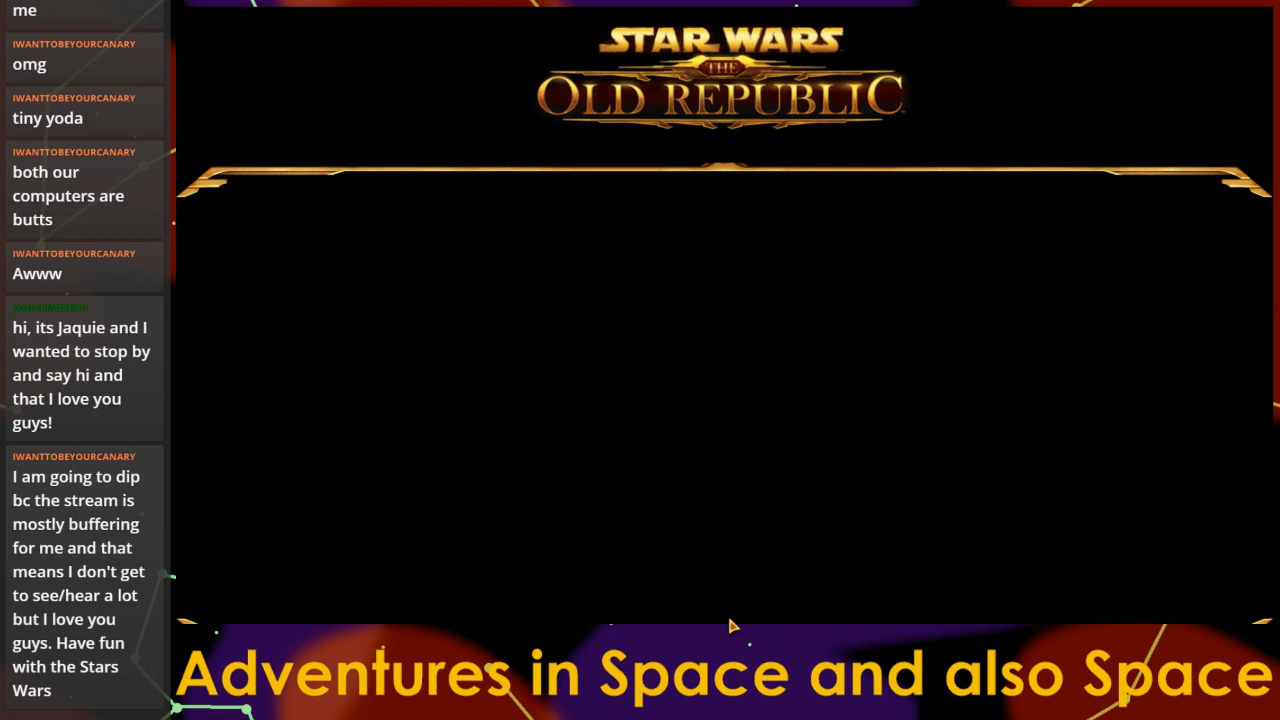 me
IWANTTOBEYOURCANARY
omg
IWANTTOBEYOURCANARY
tiny yoda
IWANTTOBEYOURCANARY
both our
computers are
butts
IWANTTOBEYOURCANARY
Awww
hi, its Jaquie and I
wanted to stop by
and say hi and
that I love you
guys!
IWANTTOBEYOURCANARY
I am going to dip
bc the stream is
mostly buffering
for me and that
means I don't get
to see/hear a lot
but I love you
guys. Have fun
with the Stars
Wars
STAR WARS
THE
OLD REPUBLIC
Adventures in Space and also Space